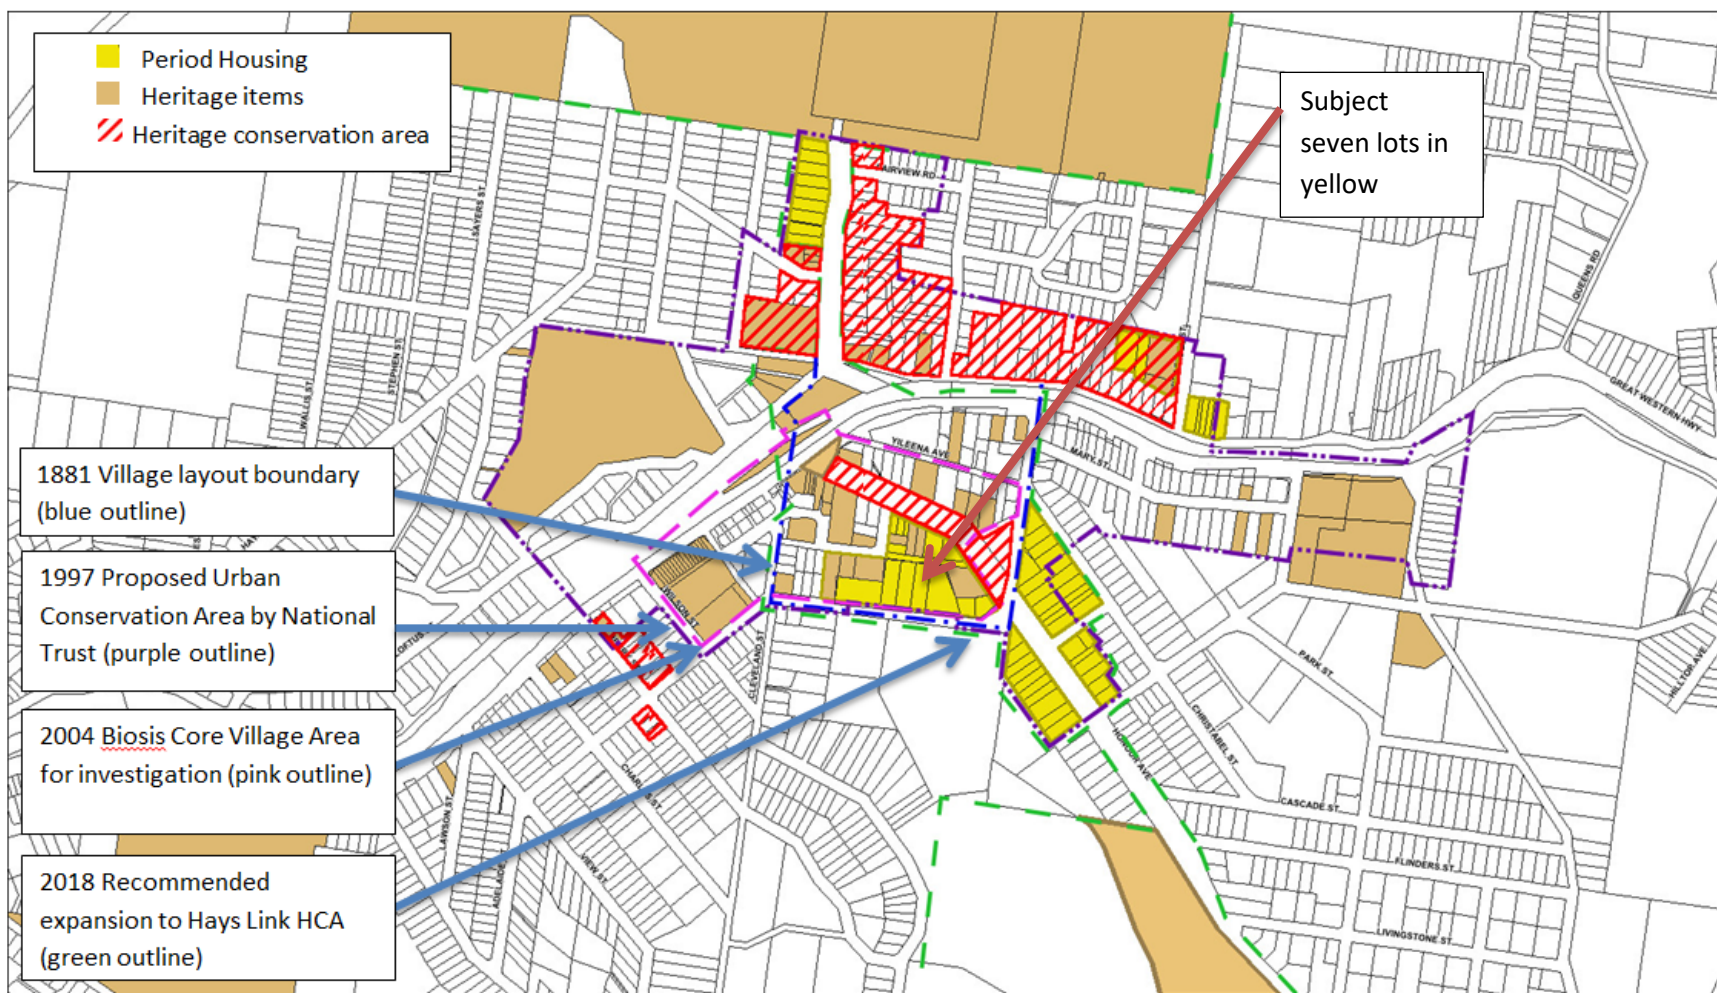 Period Housing
Heritage items
Heritage conservation area
Subject
seven lots in
yellow
1881 Village layout boundary
(blue outline)
1997 Proposed Urban
Conservation Area by National
Trust (purple outline)
2004 Biosis Core Village Area
for investigation (pink outline)
2018 Recommended
expansion to Hays Link HCA
(green outline)
QUEENS RD
SAYERS ST
STEPHEN ST
WALLIS ST
GREAT WESTERN HWY
YILEENA AVE
MARY ST
WILSON ST
CLEVELAND ST
PARK ST
HILLTOP AVE
CHRISTABEL ST
HONOUR AVE
CASCADE ST
FLINDERS ST
LIVINGSTONE ST
LAWSON ST
ADELAIDE ST
VIEW ST